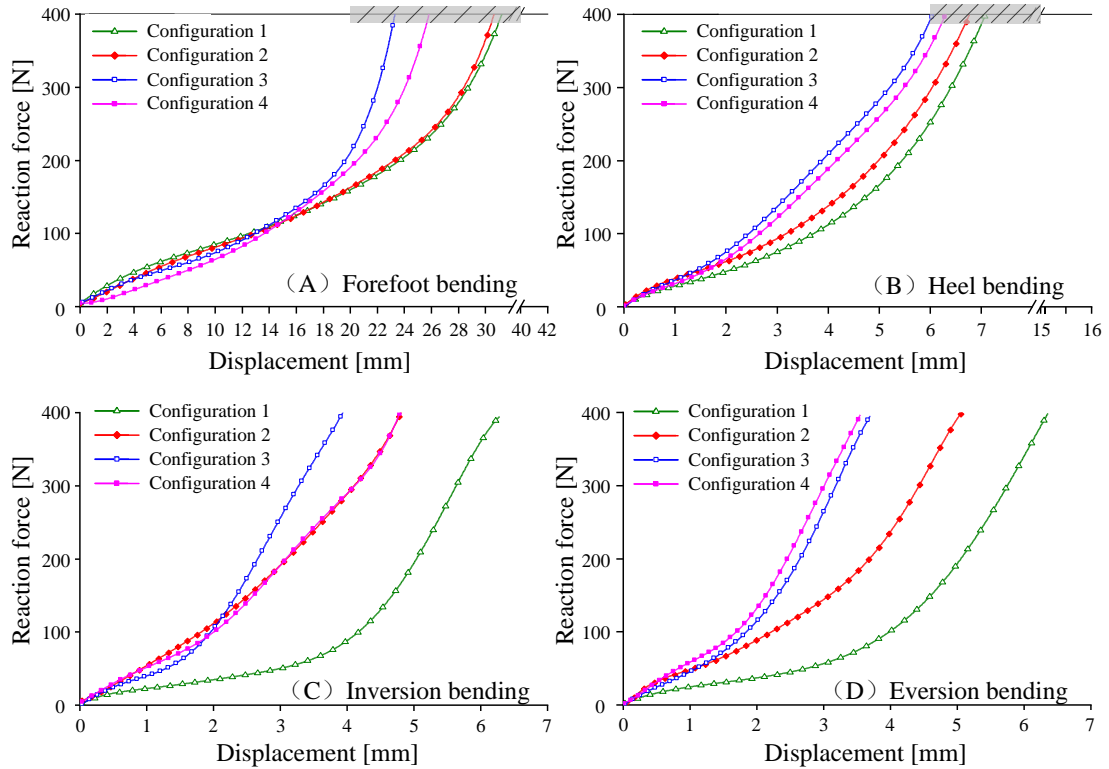 Reaction force [N]
400
300
200
100
0
Configuration 1
Configuration 2
Configuration 3
Configuration 4
（A）Forefoot bending
0 2 4 6 8 10 12 14 16 18 20 22 24 26 28 30 40 42
Displacement [mm]
Reaction force [N]
400
300
200
100
0
Configuration 1
Configuration 2
Configuration 3
Configuration 4
（B） Heel bending
0 1 2 3 4 5 6 7 15 16
Displacement [mm]
Reaction force [N]
400
300
200
100
0
Configuration 1
Configuration 2
Configuration 3
Configuration 4
（C）Inversion bending
0 1 2 3 4 5 6 7
Displacement [mm]
Reaction force [N]
400
300
200
100
0
Configuration 1
Configuration 2
Configuration 3
Configuration 4
（D）Eversion bending
0 1 2 3 4 5 6 7
Displacement [mm]